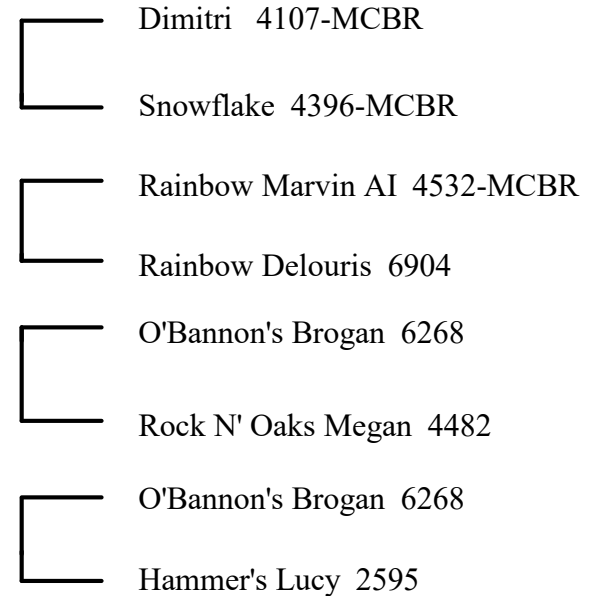 Dimitri 4107-MCBR
Snowflake 4396-MCBR
Rainbow Marvin AI 4532-MCBR
Rainbow Delouris 6904
O'Bannon's Brogan 6268
Rock N' Oaks Megan 4482
O'Bannon's Brogan 6268
Hammer's Lucy 2595